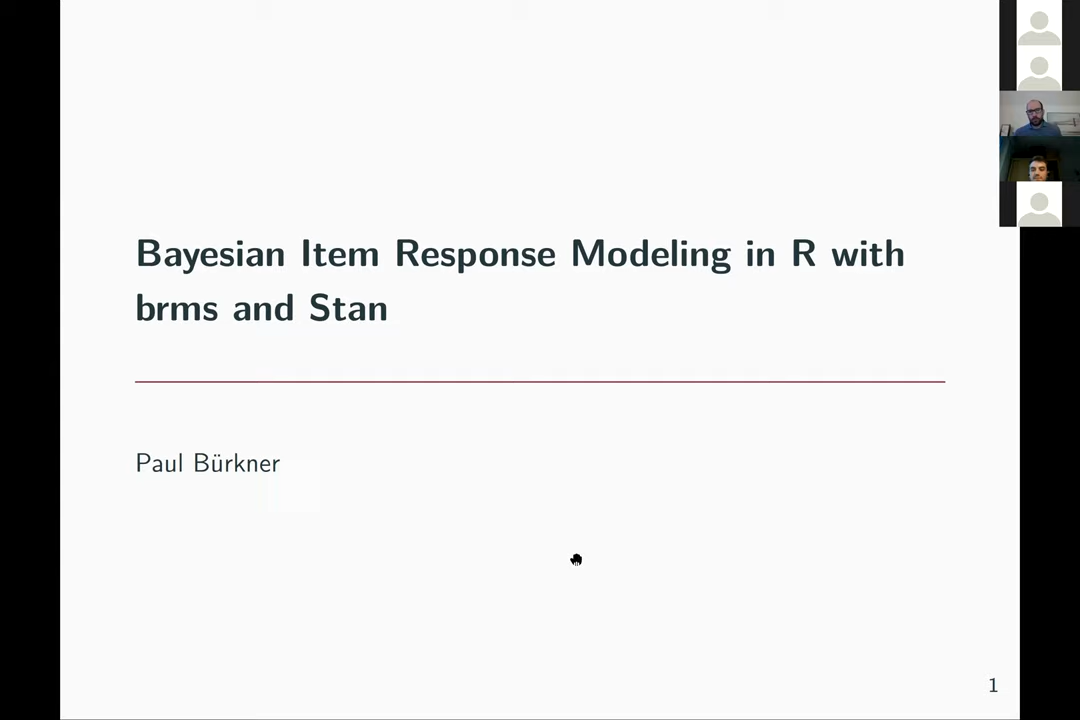 Bayesian Item Response Modeling in R with
brms and Stan
Paul Bürkner
1